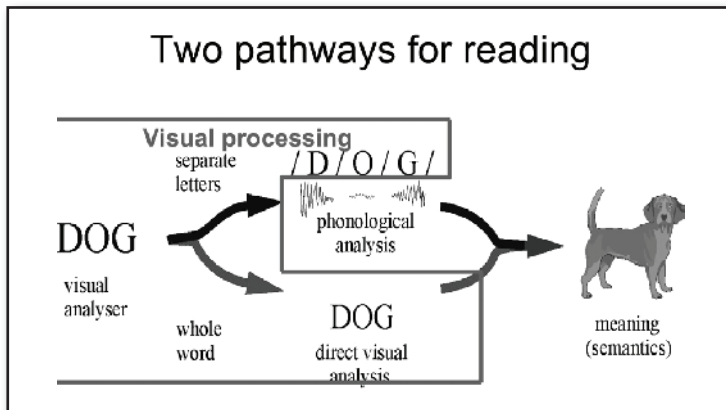 Two pathways for reading
Visual processing
separate
letters
/ D / O / G /
phonological
analysis
DOG
visual
analyser
whole
word
DOG
direct visual
analysis
meaning
(semantics)